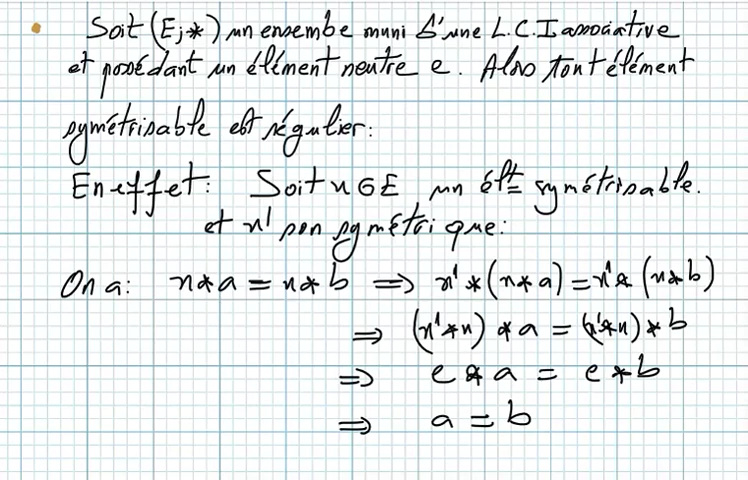 Soit (E,*) un ensembe muni d'une L.C.I associative
et possédant un élément neutre e. Alors tout élément
symétrisable est régulier:
En effet: Soit x∈E un élt symétrisable.
et x' son symétrique:
On a: x*a = x*b ⟹ x'*(x*a)=x'*(x*b)
⟹ (x'*x)*a = (x'*x)*b
⟹ e*a = e*b
⟹ a = b